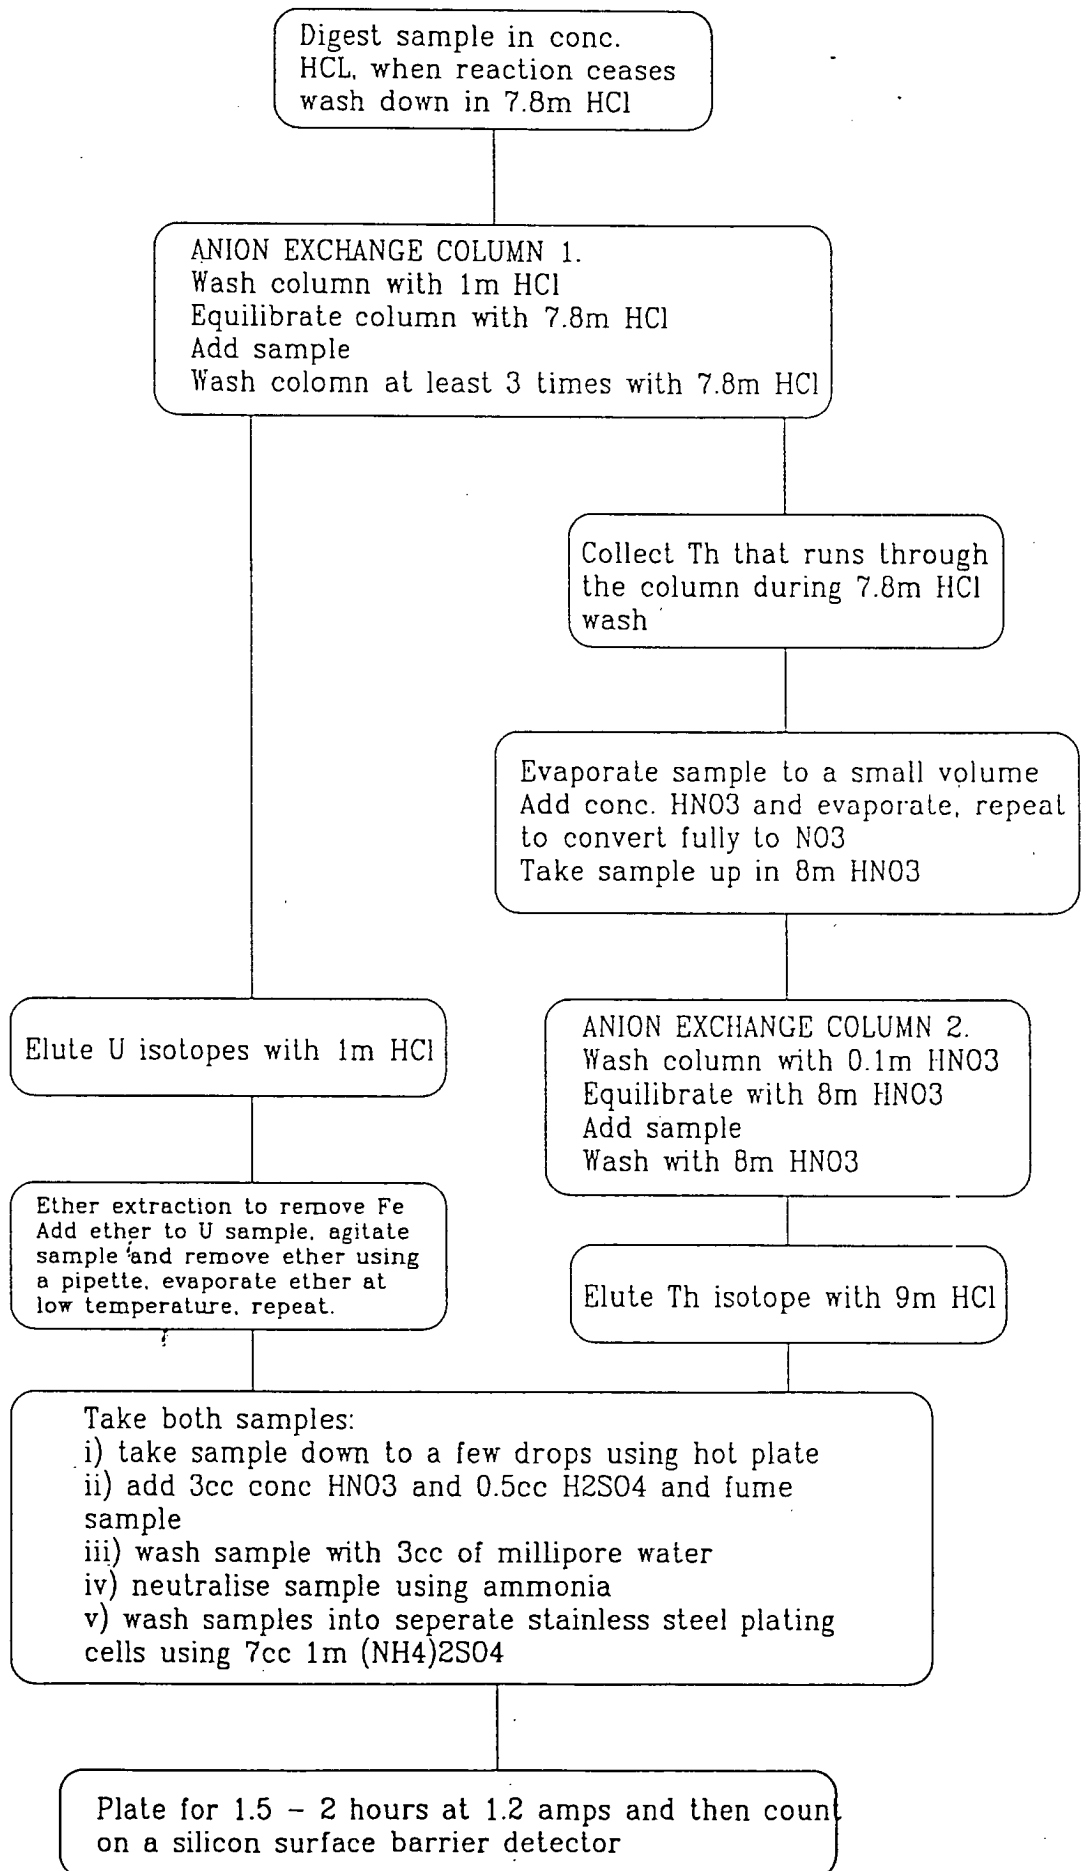 Digest sample in conc.
HCL, when reaction ceases
wash down in 7.8m HCl
ANION EXCHANGE COLUMN 1.
Wash column with 1m HCl
Equilibrate column with 7.8m HCl
Add sample
Wash colomn at least 3 times with 7.8m HCl
Collect Th that runs through
the column during 7.8m HCl
wash
Evaporate sample to a small volume
Add conc. HNO3 and evaporate, repeat
to convert fully to NO3
Take sample up in 8m HNO3
Elute U isotopes with 1m HCl
ANION EXCHANGE COLUMN 2.
Wash column with 0.1m HNO3
Equilibrate with 8m HNO3
Add sample
Wash with 8m HNO3
Ether extraction to remove Fe
Add ether to U sample, agitate
sample and remove ether using
a pipette, evaporate ether at
low temperature, repeat.
Elute Th isotope with 9m HCl
Take both samples:
i) take sample down to a few drops using hot plate
ii) add 3cc conc HNO3 and 0.5cc H2SO4 and fume
sample
iii) wash sample with 3cc of millipore water
iv) neutralise sample using ammonia
v) wash samples into seperate stainless steel plating
cells using 7cc 1m (NH4)2SO4
Plate for 1.5 - 2 hours at 1.2 amps and then count
on a silicon surface barrier detector